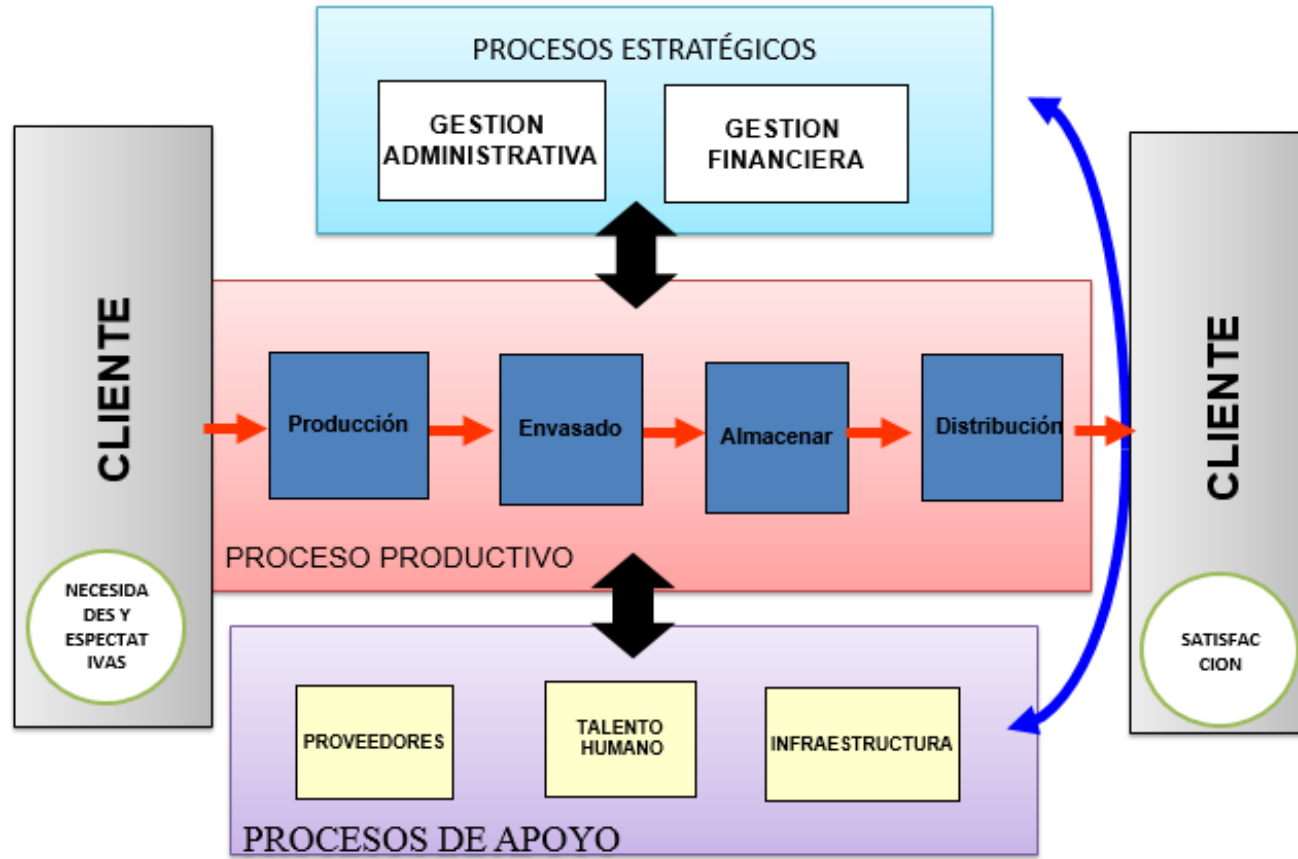 PROCESOS ESTRATÉGICOS
GESTION
ADMINISTRATIVA
GESTION
FINANCIERA
CLIENTE
NECESIDA
DES Y
ESPECTAT
IVAS
Producción
Envasado
Almacenar
Distribución
PROCESO PRODUCTIVO
CLIENTE
SATISFAC
CION
PROVEEDORES
TALENTO
HUMANO
INFRAESTRUCTURA
PROCESOS DE APOYO